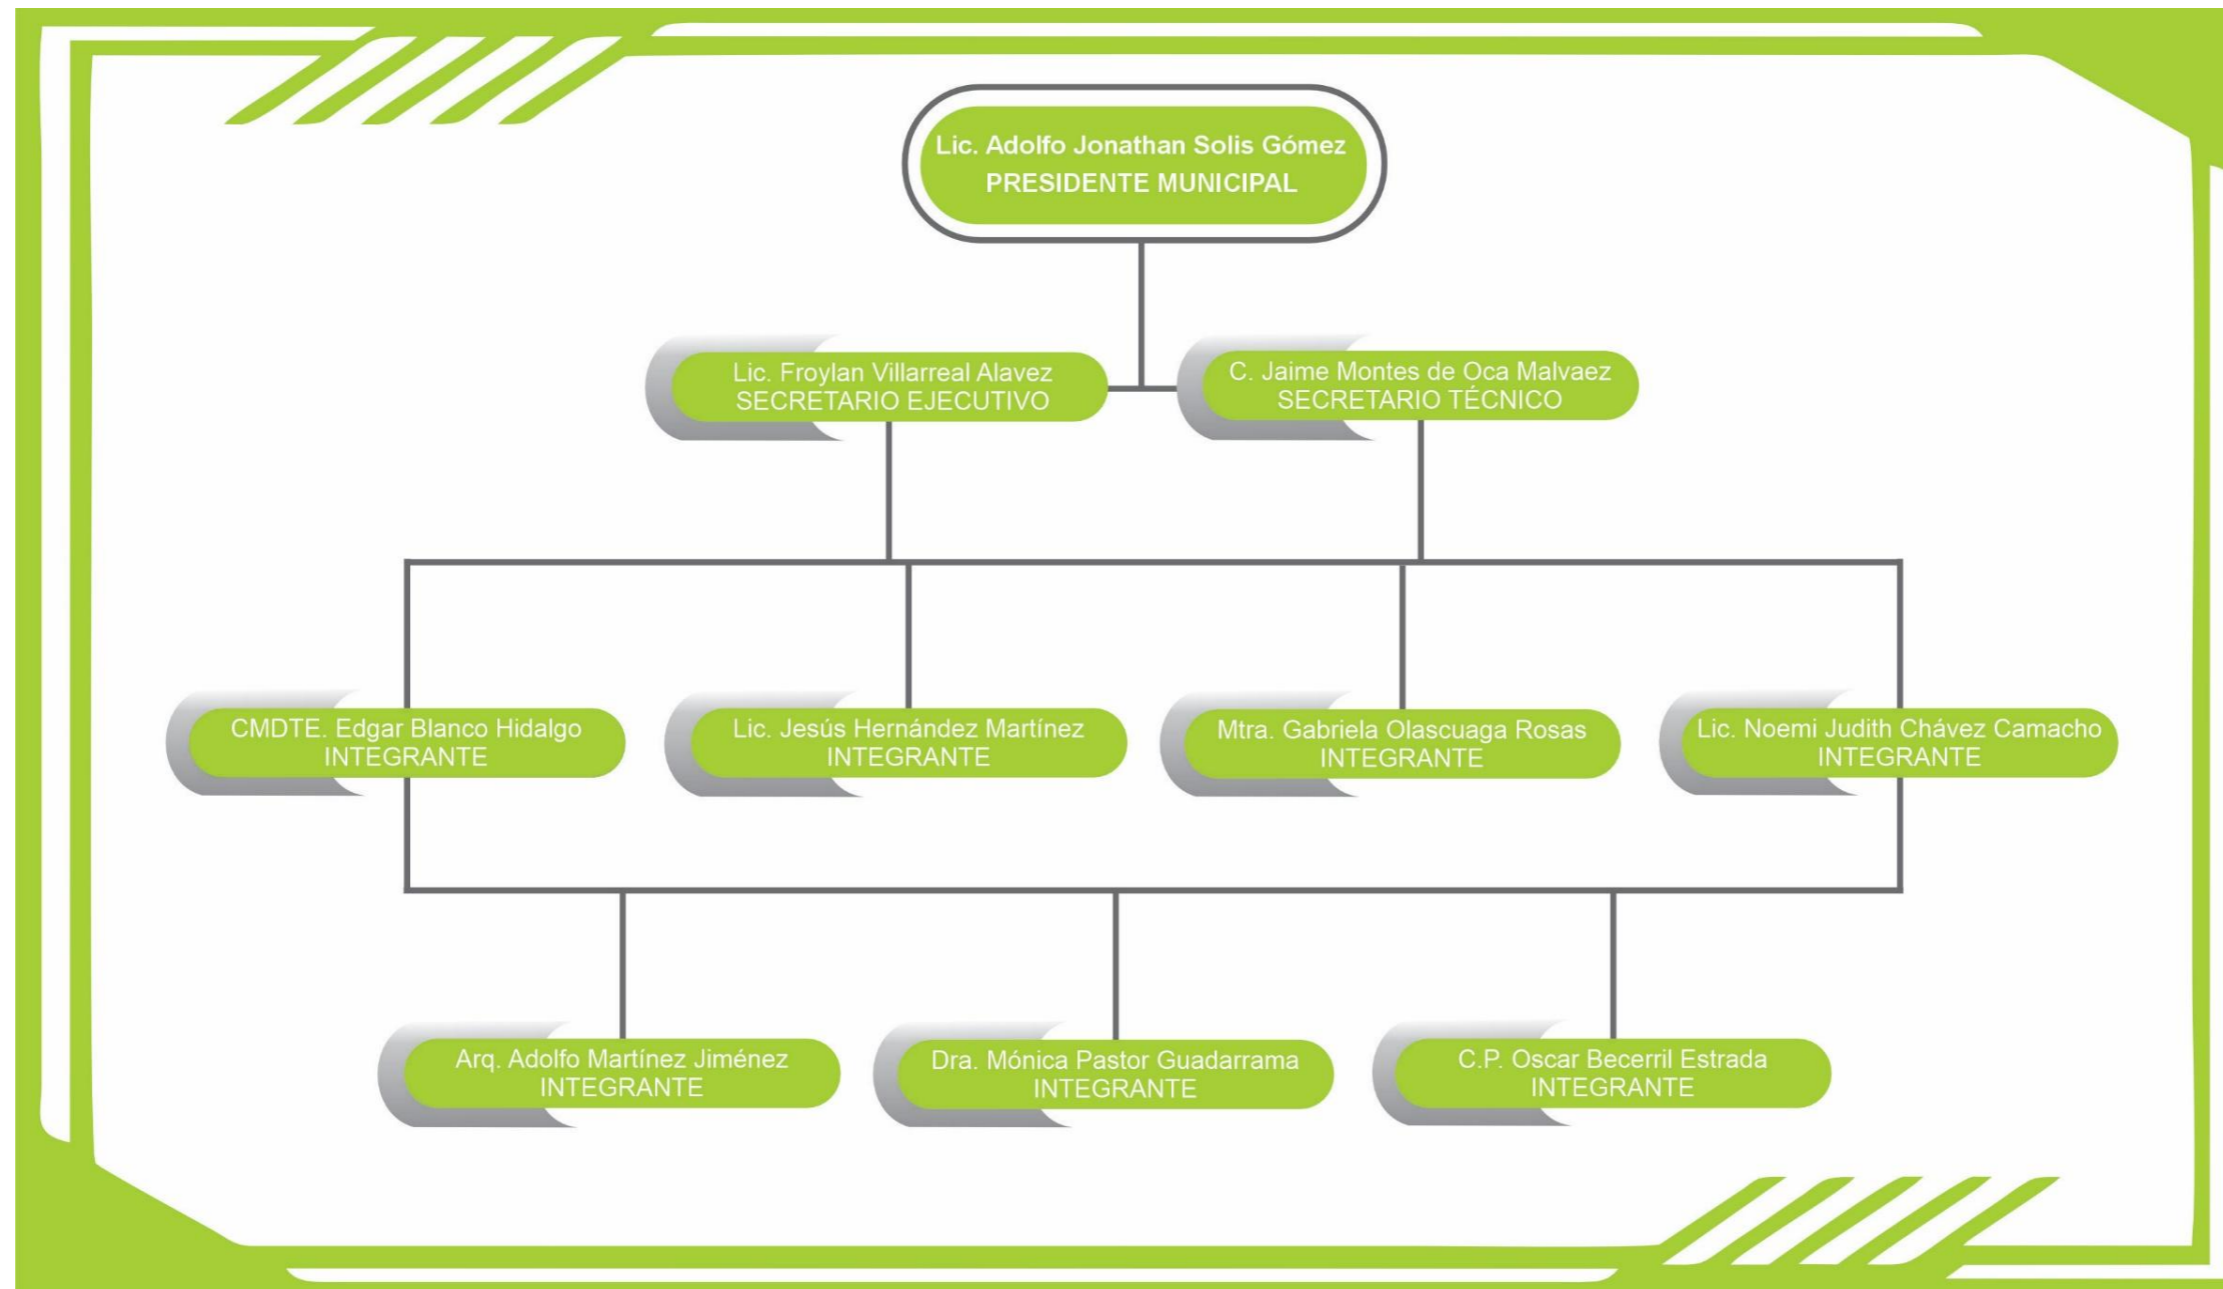 Lic. Adolfo Jonathan Solis Gómez
PRESIDENTE MUNICIPAL
Lic. Froylan Villarreal Alavez
SECRETARIO EJECUTIVO
C. Jaime Montes de Oca Malvaez
SECRETARIO TÉCNICO
CMDTE. Edgar Blanco Hidalgo
INTEGRANTE
Lic. Jesús Hernández Martínez
INTEGRANTE
Mtra. Gabriela Olascuaga Rosas
INTEGRANTE
Lic. Noemi Judith Chávez Camacho
INTEGRANTE
Arq. Adolfo Martínez Jiménez
INTEGRANTE
Dra. Mónica Pastor Guadarrama
INTEGRANTE
C.P. Oscar Becerril Estrada
INTEGRANTE